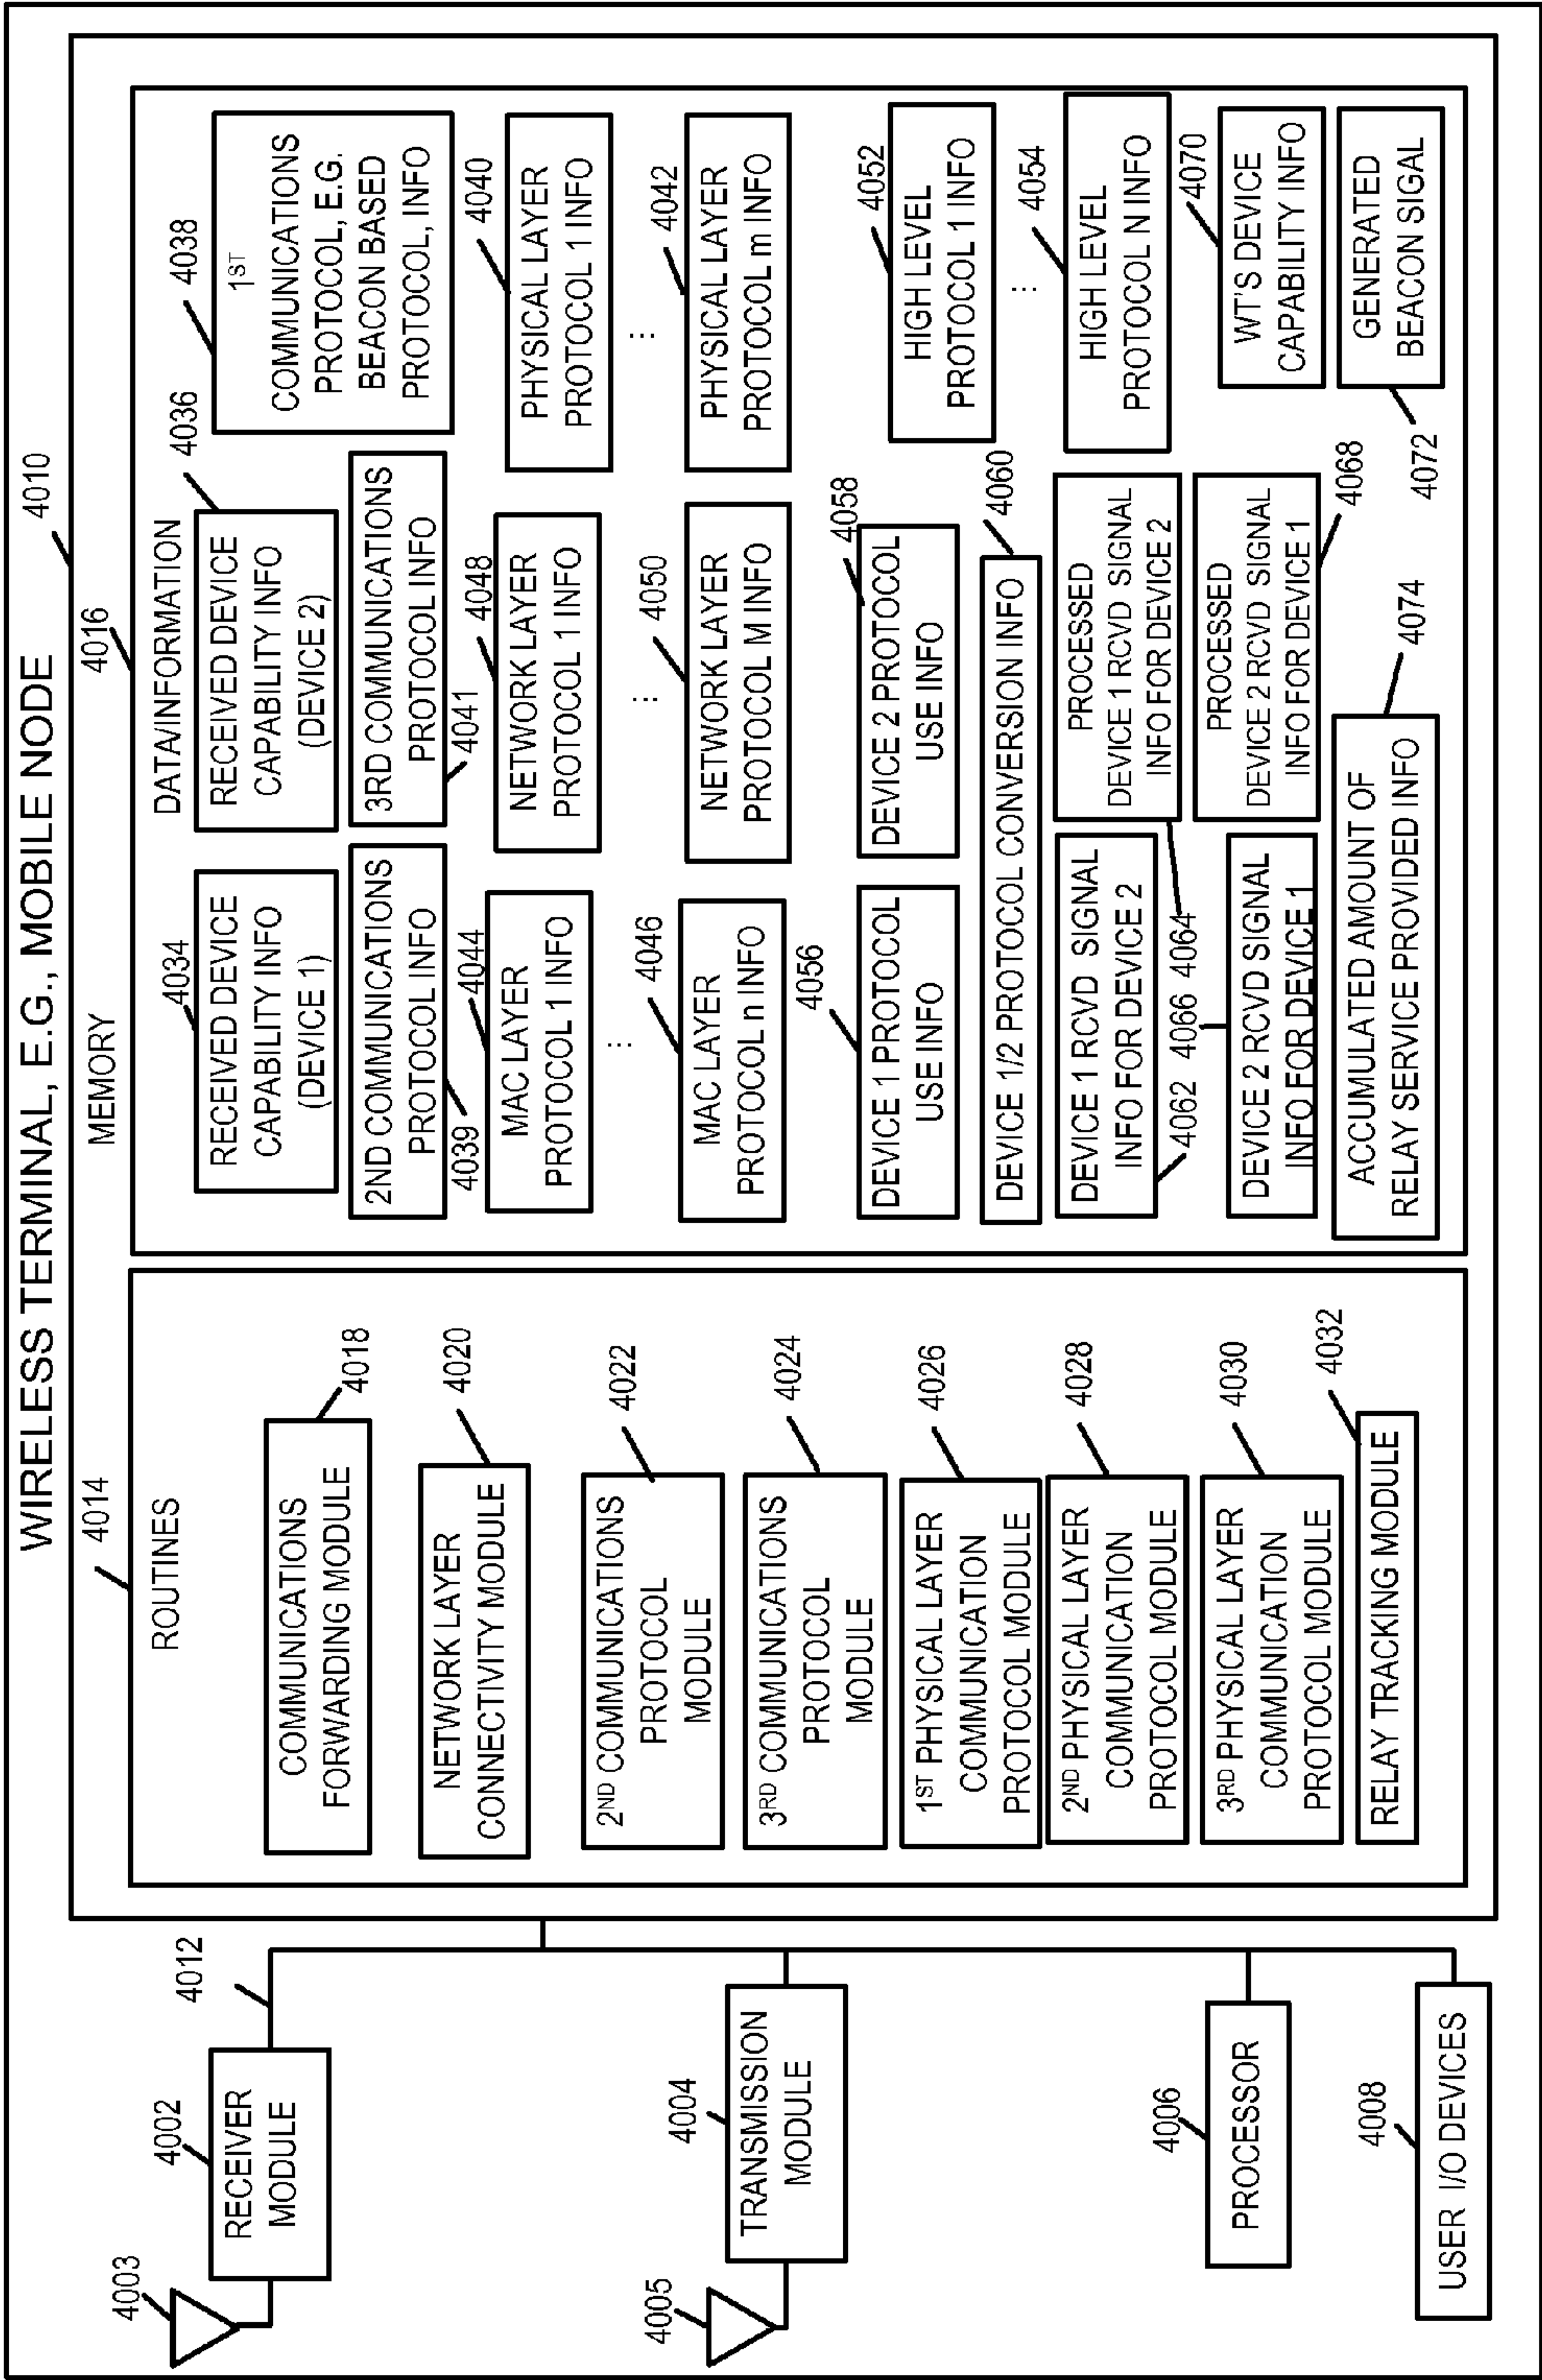 WIRELESS TERMINAL, E.G., MOBILE NODE
4003
4002
RECEIVER
MODULE
4012
4005
4004
TRANSMISSION
MODULE
4006
PROCESSOR
4008
USER I/O DEVICES
4010
MEMORY
4014
ROUTINES
COMMUNICATIONS
FORWARDING MODULE
4018
NETWORK LAYER
CONNECTIVITY MODULE
4020
2ND COMMUNICATIONS
PROTOCOL
MODULE
4022
3RD COMMUNICATIONS
PROTOCOL
MODULE
4024
1ST PHYSICAL LAYER
COMMUNICATION
PROTOCOL MODULE
4026
2ND PHYSICAL LAYER
COMMUNICATION
PROTOCOL MODULE
4028
3RD PHYSICAL LAYER
COMMUNICATION
PROTOCOL MODULE
4030
RELAY TRACKING MODULE
4032
4016
DATA/INFORMATION
4034
RECEIVED DEVICE
CAPABILITY INFO
(DEVICE 1)
4036
RECEIVED DEVICE
CAPABILITY INFO
(DEVICE 2)
4038
1ST
COMMUNICATIONS
PROTOCOL, E.G.
BEACON BASED
PROTOCOL, INFO
2ND COMMUNICATIONS
PROTOCOL INFO
4039
3RD COMMUNICATIONS
PROTOCOL INFO
4041
4040
PHYSICAL LAYER
PROTOCOL 1 INFO
...
4042
PHYSICAL LAYER
PROTOCOL m INFO
4044
MAC LAYER
PROTOCOL 1 INFO
...
4046
MAC LAYER
PROTOCOL n INFO
4048
NETWORK LAYER
PROTOCOL 1 INFO
...
4050
NETWORK LAYER
PROTOCOL M INFO
4052
HIGH LEVEL
PROTOCOL 1 INFO
...
4054
HIGH LEVEL
PROTOCOL N INFO
4056
DEVICE 1 PROTOCOL
USE INFO
4058
DEVICE 2 PROTOCOL
USE INFO
4060
DEVICE 1/2 PROTOCOL CONVERSION INFO
DEVICE 1 RCVD SIGNAL
INFO FOR DEVICE 2
4062
PROCESSED
DEVICE 1 RCVD SIGNAL
INFO FOR DEVICE 2
4064
4066
DEVICE 2 RCVD SIGNAL
INFO FOR DEVICE 1
PROCESSED
DEVICE 2 RCVD SIGNAL
INFO FOR DEVICE 1
4068
4070
WT'S DEVICE
CAPABILITY INFO
GENERATED
BEACON SIGAL
4072
4074
ACCUMULATED AMOUNT OF
RELAY SERVICE PROVIDED INFO